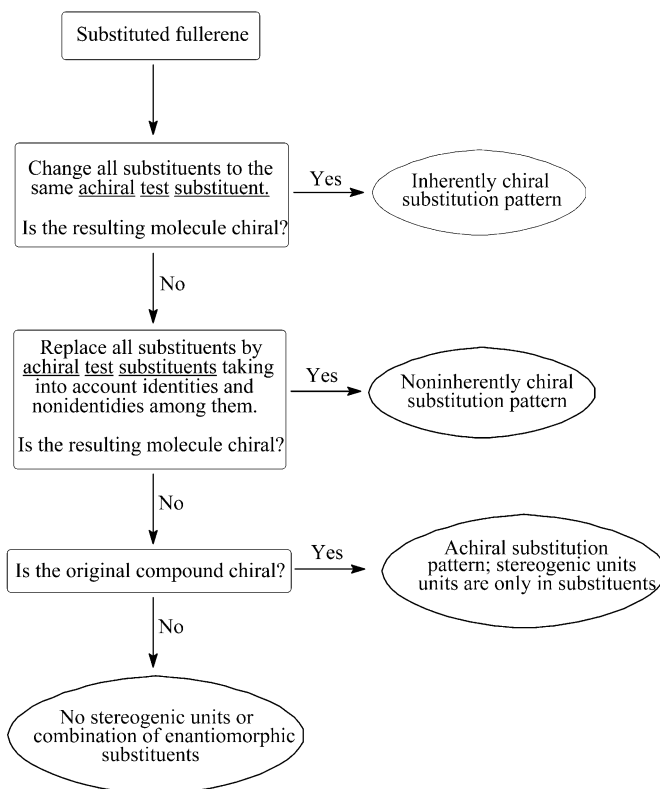 Substituted fullerene
Change all substituents to the
same achiral test substituent.
Is the resulting molecule chiral?
Yes
Inherently chiral
substitution pattern
No
Replace all substituents by
achiral test substituents taking
into account identities and
nonidentidies among them.
Is the resulting molecule chiral?
Yes
Noninherently chiral
substitution pattern
No
Is the original compound chiral?
Yes
Achiral substitution
pattern; stereogenic units
units are only in substituents
No
No stereogenic units or
combination of enantiomorphic
substituents